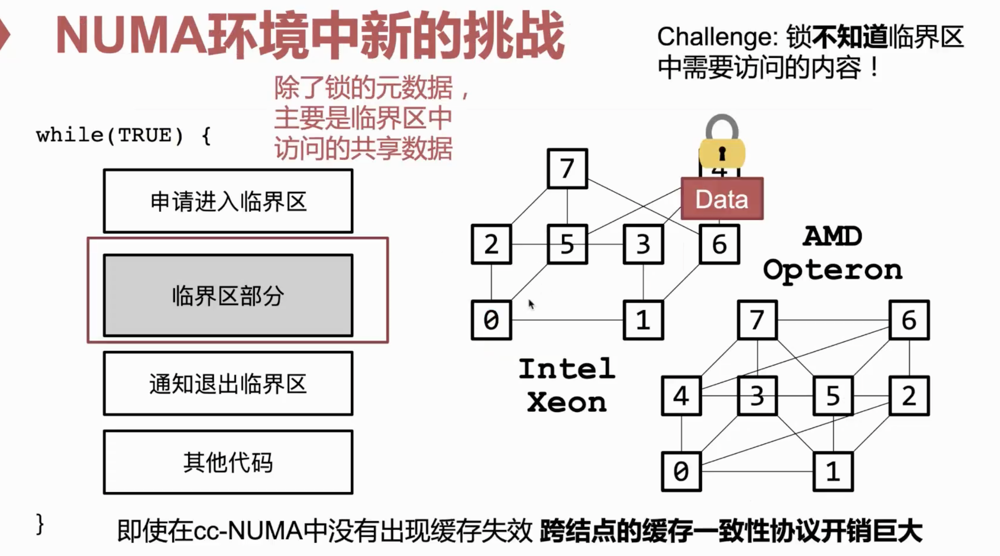 NUMA环境中新的挑战
Challenge: 锁不知道临界区
中需要访问的内容！
除了锁的元数据，
主要是临界区中
访问的共享数据
while(TRUE) {
申请进入临界区
临界区部分
通知退出临界区
其他代码
}
7
4
Data
2
5
3
6
0
1
Intel
Xeon
AMD
Opteron
7
6
4
3
5
2
0
1
即使在cc-NUMA中没有出现缓存失效 跨结点的缓存一致性协议开销巨大